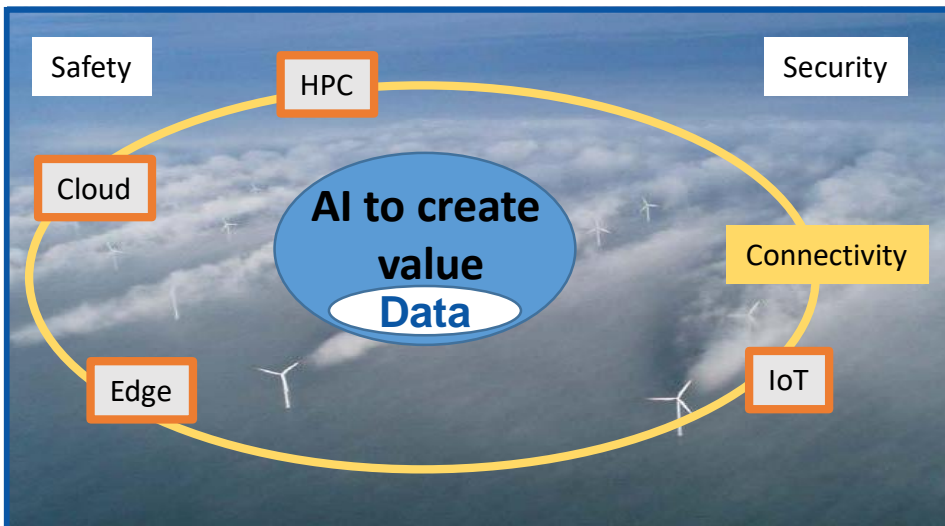 Safety
HPC
Security
Cloud
AI to create
value
Data
Connectivity
Edge
IoT